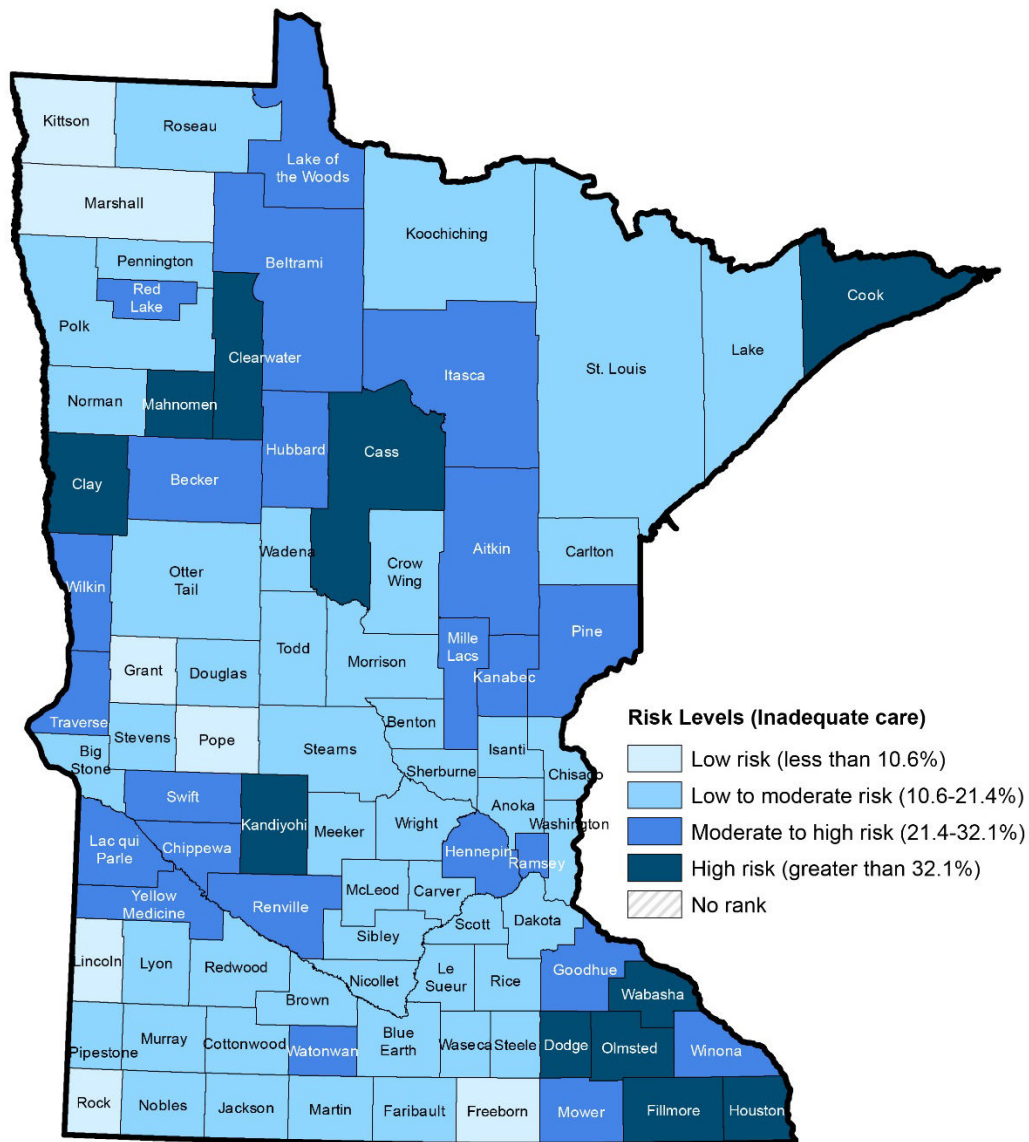 Kittson
Roseau
Lake of
the Woods
Marshall
Koochiching
Pennington
Beltrami
Red
Lake
Cook
Polk
Clearwater
Itasca
St. Louis
Lake
Norman
Mahnomen
Hubbard
Cass
Clay
Becker
Wadena
Crow
Wing
Aitkin
Carlton
Otter
Tail
Wilkin
Mille
Lacs
Pine
Todd
Morrison
Kanabec
Grant
Douglas
Traverse
Stevens
Pope
Benton
Isanti
Big
Stone
Stearns
Sherburne
Chisago
Swift
Kandiyohi
Meeker
Wright
Anoka
Washington
Lac qui
Parle
Chippewa
Hennepin
Ramsey
Yellow
Medicine
Renville
McLeod
Carver
Scott
Dakota
Sibley
Lincoln
Lyon
Redwood
Nicollet
Le
Sueur
Rice
Goodhue
Brown
Wabasha
Pipestone
Murray
Cottonwood
Watonwan
Blue
Earth
Waseca
Steele
Dodge
Olmsted
Winona
Rock
Nobles
Jackson
Martin
Faribault
Freeborn
Mower
Fillmore
Houston
Risk Levels (Inadequate care)
Low risk (less than 10.6%)
Low to moderate risk (10.6-21.4%)
Moderate to high risk (21.4-32.1%)
High risk (greater than 32.1%)
No rank